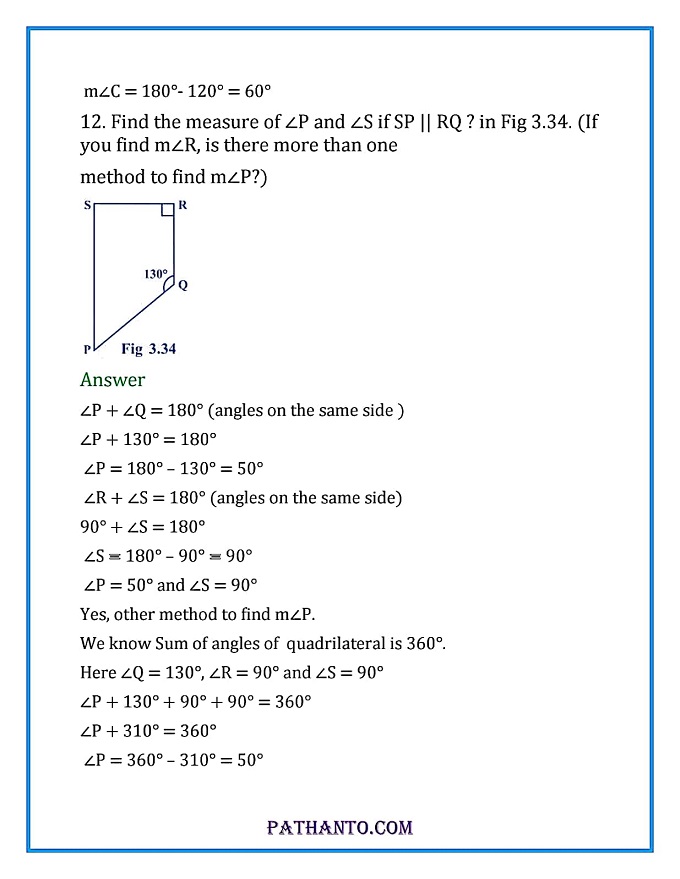 m∠C = 180°- 120° = 60°
12. Find the measure of ∠P and ∠S if SP || RQ ? in Fig 3.34. (If
you find m∠R, is there more than one
method to find m∠P?)
S R
130°
Q
P Fig 3.34
Answer
∠P + ∠Q = 180° (angles on the same side )
∠P + 130° = 180°
∠P = 180° – 130° = 50°
∠R + ∠S = 180° (angles on the same side)
90° + ∠S = 180°
∠S = 180° – 90° = 90°
∠P = 50° and ∠S = 90°
Yes, other method to find m∠P.
We know Sum of angles of quadrilateral is 360°.
Here ∠Q = 130°, ∠R = 90° and ∠S = 90°
∠P + 130° + 90° + 90° = 360°
∠P + 310° = 360°
∠P = 360° – 310° = 50°
PATHANTO.COM